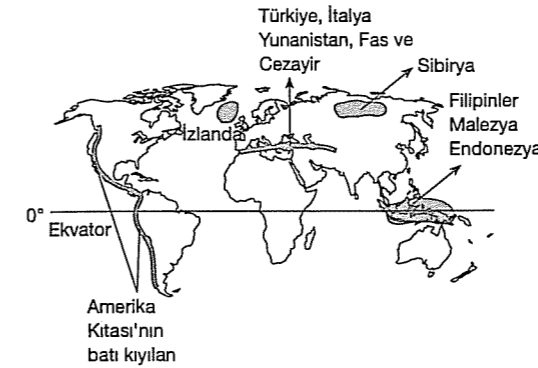 Türkiye, İtalya
Yunanistan, Fas ve
Cezayir
Sibirya
Filipinler
Malezya
Endonezya
İzlanda
0°
Ekvator
Amerika
Kıtası'nın
batı kıyılan